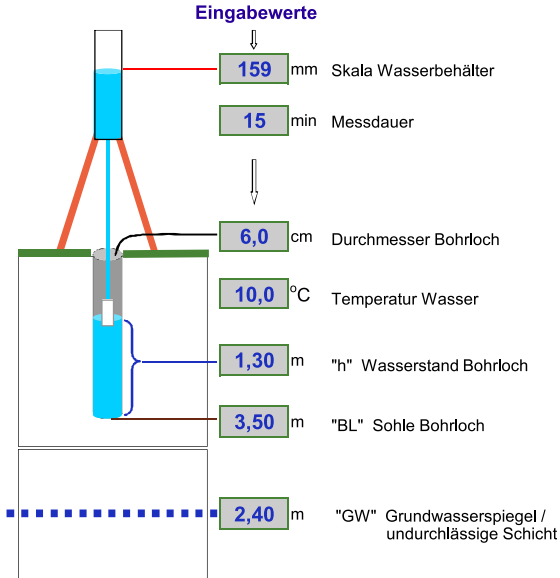 Eingabewerte
159 mm Skala Wasserbehälter
15 min Messdauer
6,0 cm Durchmesser Bohrloch
10,0 °C Temperatur Wasser
1,30 m "h" Wasserstand Bohrloch
3,50 m "BL" Sohle Bohrloch
2,40 m "GW" Grundwasserspiegel /
undurchlässige Schicht